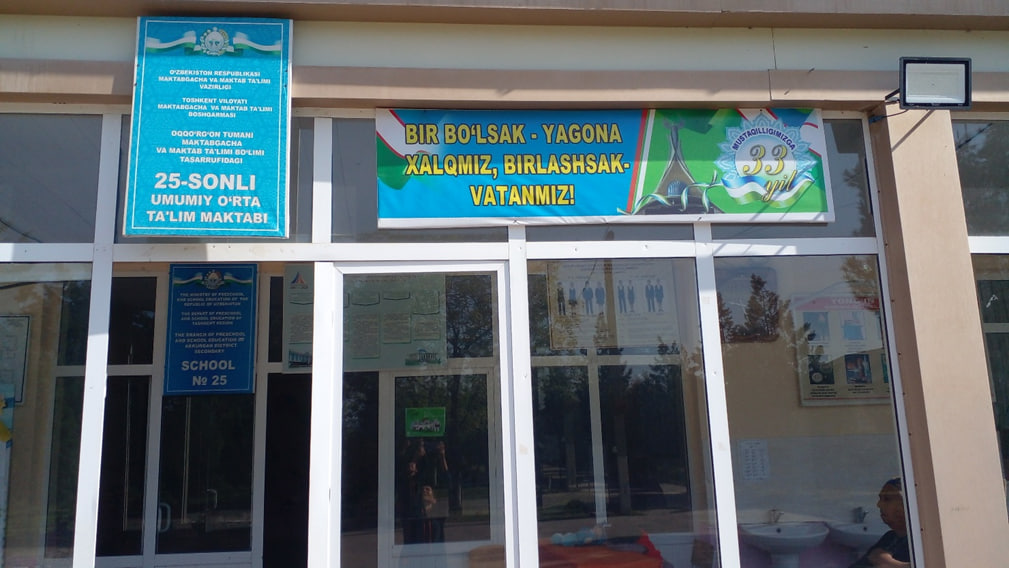 O'ZBEKISTON RESPUBLIKASI
MAKTABGACHA VA MAKTAB TA'LIMI
VAZIRLIGI
TOSHKENT VILOYATI
MAKTABGACHA VA MAKTAB TA'LIMI
BOSHQARMASI
OQQO'RG'ON TUMANI
MAKTABGACHA
VA MAKTAB TA'LIMI BO'LIMI
TASARRUFIDAGI
25-SONLI
UMUMIY O'RTA
TA'LIM MAKTABI
BIR BO'LSAK - YAGONA
XALQMIZ, BIRLASHSAK-
VATANMIZ!
MUSTAQILLIGIMIZGA
33
yil
THE MINISTRY OF PRESCHOOL
AND SCHOOL EDUCATION OF THE
REPUBLIC OF UZBEKISTAN
THE DEPART OF PRESCHOOL
AND SCHOOL EDUCATION OF
TASHKENT REGION
THE BRANCH OF PRESCHOOL
AND SCHOOL EDUCATION OF
AKKURGAN DISTRICT
SECONDARY
SCHOOL
№ 25